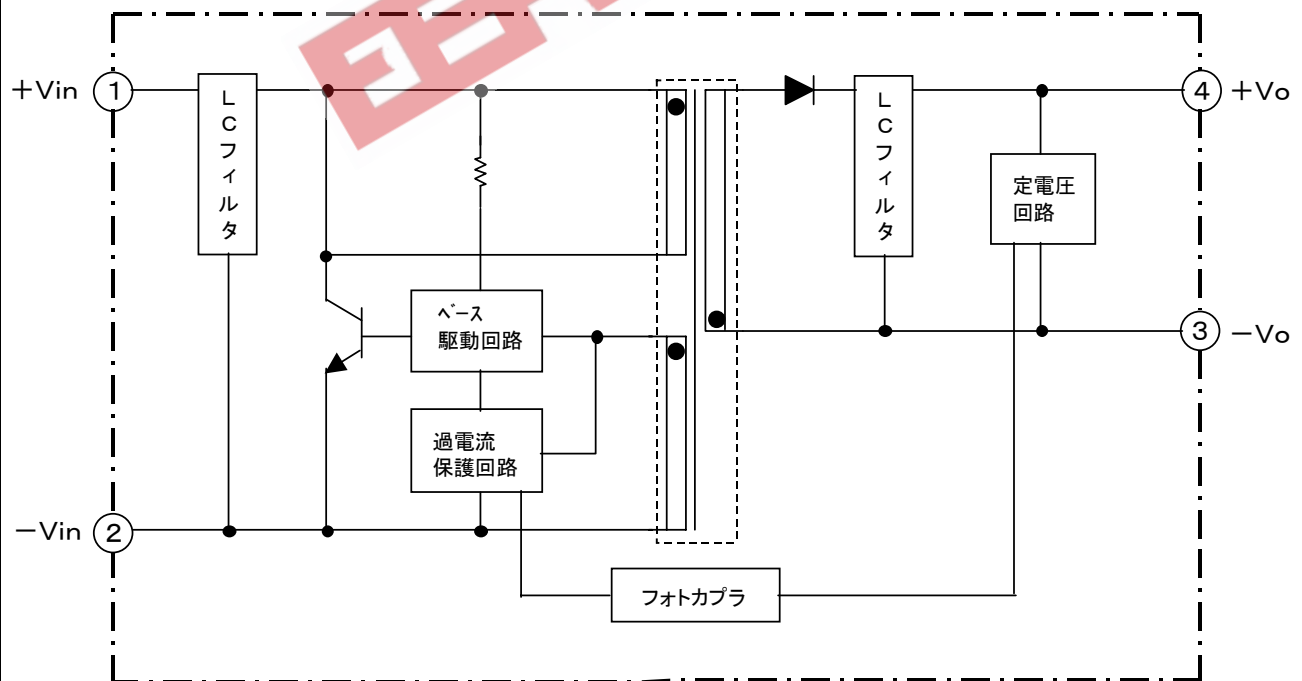 +Vin
1
LCフィルタ
LCフィルタ
4
+Vo
定電圧
回路
ベース
駆動回路
3
-Vo
過電流
保護回路
-Vin
2
フォトカプラ